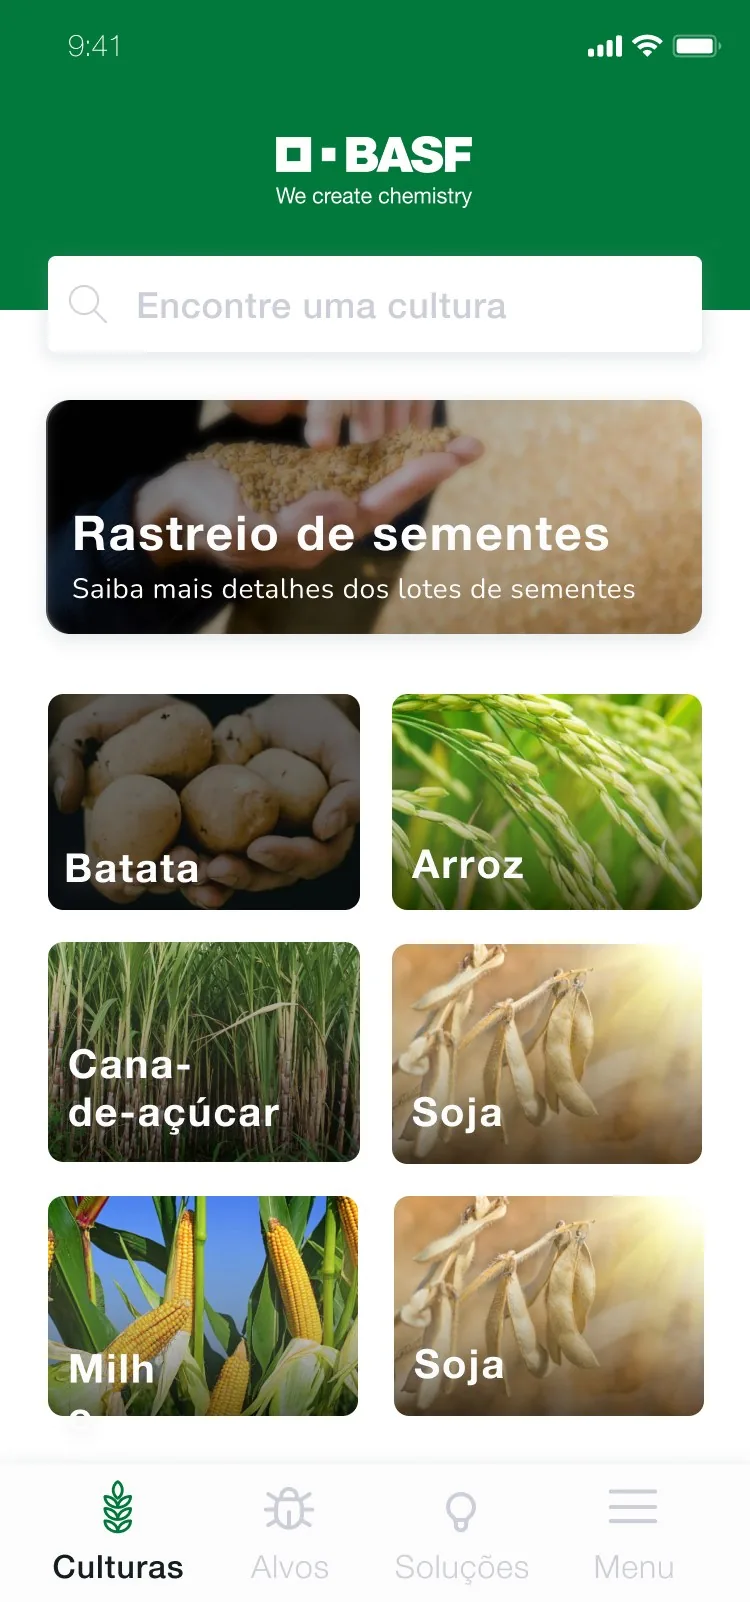 9:41
BASF
We create chemistry
Encontre uma cultura
Rastreio de sementes
Saiba mais detalhes dos lotes de sementes
Batata
Arroz
Cana-
de-açúcar
Soja
Milh
o
Soja
Culturas
Alvos
Soluções
Menu